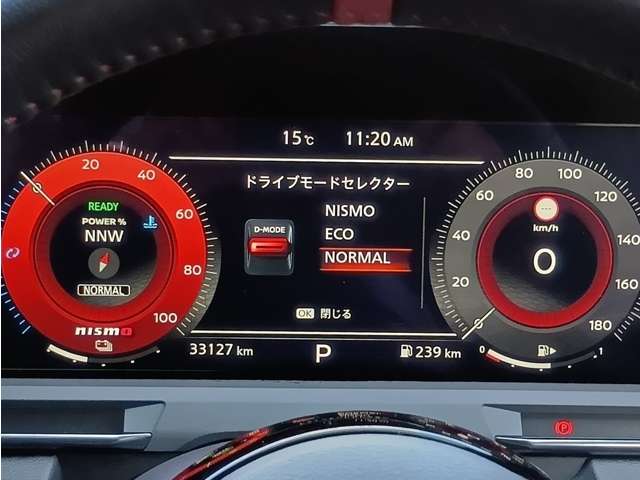 15℃ 11:20 AM
ドライブモードセレクター
D-MODE
NISMO
ECO
NORMAL
OK 閉じる
0 20 40 60 80 100
READY
POWER %
NNW
NORMAL
nismo
0 20 40 60 80 100 120 140 160 180
---
km/h
0
33127 km P 239 km
0 1
P